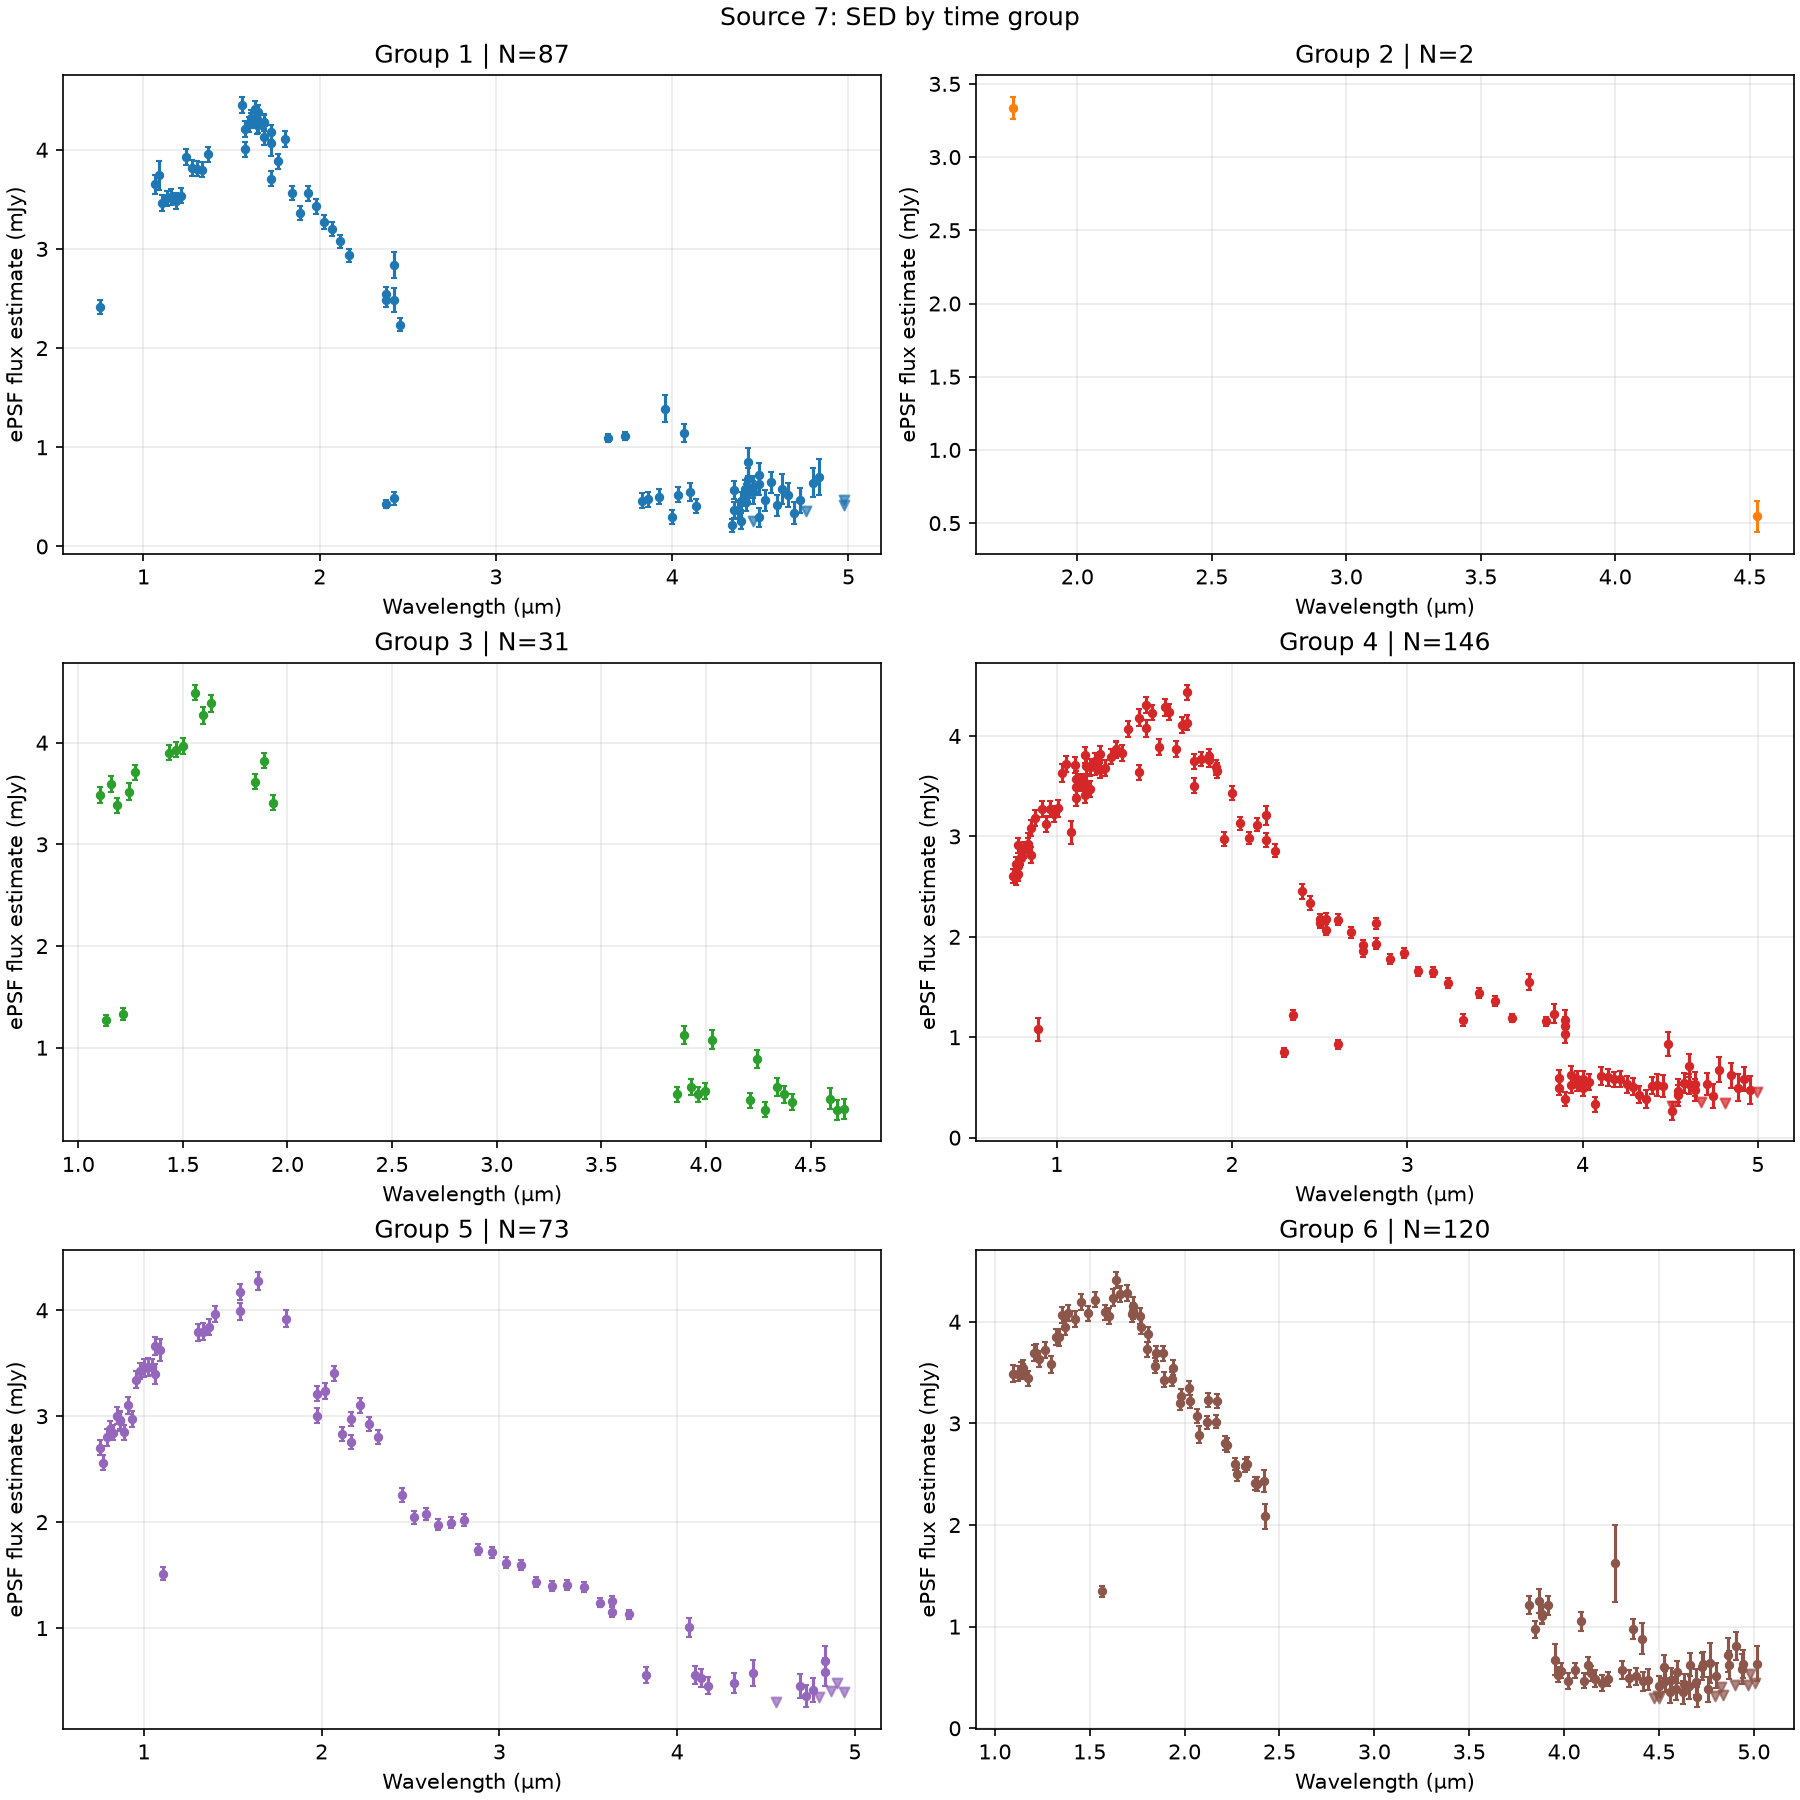 Source 7: SED by time group
Group 1 | N=87
ePSF flux estimate (mJy)
4
3
2
1
0
1 2 3 4 5
Wavelength (µm)
Group 2 | N=2
ePSF flux estimate (mJy)
3.5
3.0
2.5
2.0
1.5
1.0
0.5
2.0 2.5 3.0 3.5 4.0 4.5
Wavelength (µm)
Group 3 | N=31
ePSF flux estimate (mJy)
4
3
2
1
1.0 1.5 2.0 2.5 3.0 3.5 4.0 4.5
Wavelength (µm)
Group 4 | N=146
ePSF flux estimate (mJy)
4
3
2
1
0
1 2 3 4 5
Wavelength (µm)
Group 5 | N=73
ePSF flux estimate (mJy)
4
3
2
1
1 2 3 4 5
Wavelength (µm)
Group 6 | N=120
ePSF flux estimate (mJy)
4
3
2
1
0
1.0 1.5 2.0 2.5 3.0 3.5 4.0 4.5 5.0
Wavelength (µm)